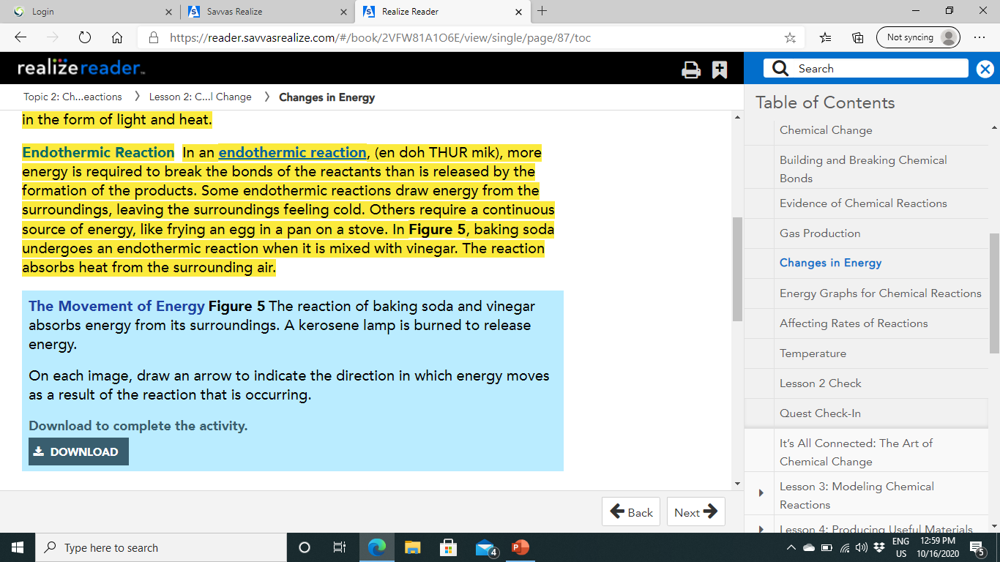 Login
Savvas Realize
Realize Reader
https://reader.savvasrealize.com/#/book/2VFW81A1O6E/view/single/page/87/toc
Not syncing
realizereader™
Search
Topic 2: Ch...eactions
Lesson 2: C...l Change
Changes in Energy
in the form of light and heat.
Endothermic Reaction In an endothermic reaction, (en doh THUR mik), more
energy is required to break the bonds of the reactants than is released by the
formation of the products. Some endothermic reactions draw energy from the
surroundings, leaving the surroundings feeling cold. Others require a continuous
source of energy, like frying an egg in a pan on a stove. In Figure 5, baking soda
undergoes an endothermic reaction when it is mixed with vinegar. The reaction
absorbs heat from the surrounding air.
The Movement of Energy Figure 5 The reaction of baking soda and vinegar
absorbs energy from its surroundings. A kerosene lamp is burned to release
energy.
On each image, draw an arrow to indicate the direction in which energy moves
as a result of the reaction that is occurring.
Download to complete the activity.
DOWNLOAD
Back
Next
Table of Contents
Chemical Change
Building and Breaking Chemical
Bonds
Evidence of Chemical Reactions
Gas Production
Changes in Energy
Energy Graphs for Chemical Reactions
Affecting Rates of Reactions
Temperature
Lesson 2 Check
Quest Check-In
It's All Connected: The Art of
Chemical Change
Lesson 3: Modeling Chemical
Reactions
Lesson 4: Producing Useful Materials
Type here to search
4
ENG
US
12:59 PM
10/16/2020
5